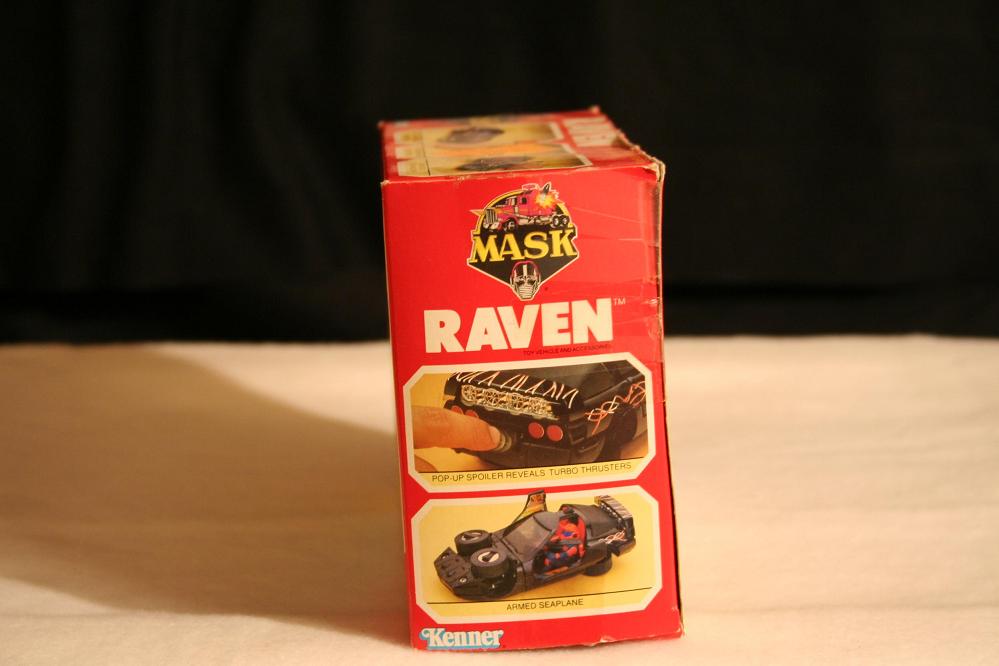 MASK
RAVEN™
TOY VEHICLE AND ACCESSORIES
POP-UP SPOILER REVEALS TURBO THRUSTERS
ARMED SEAPLANE
Kenner